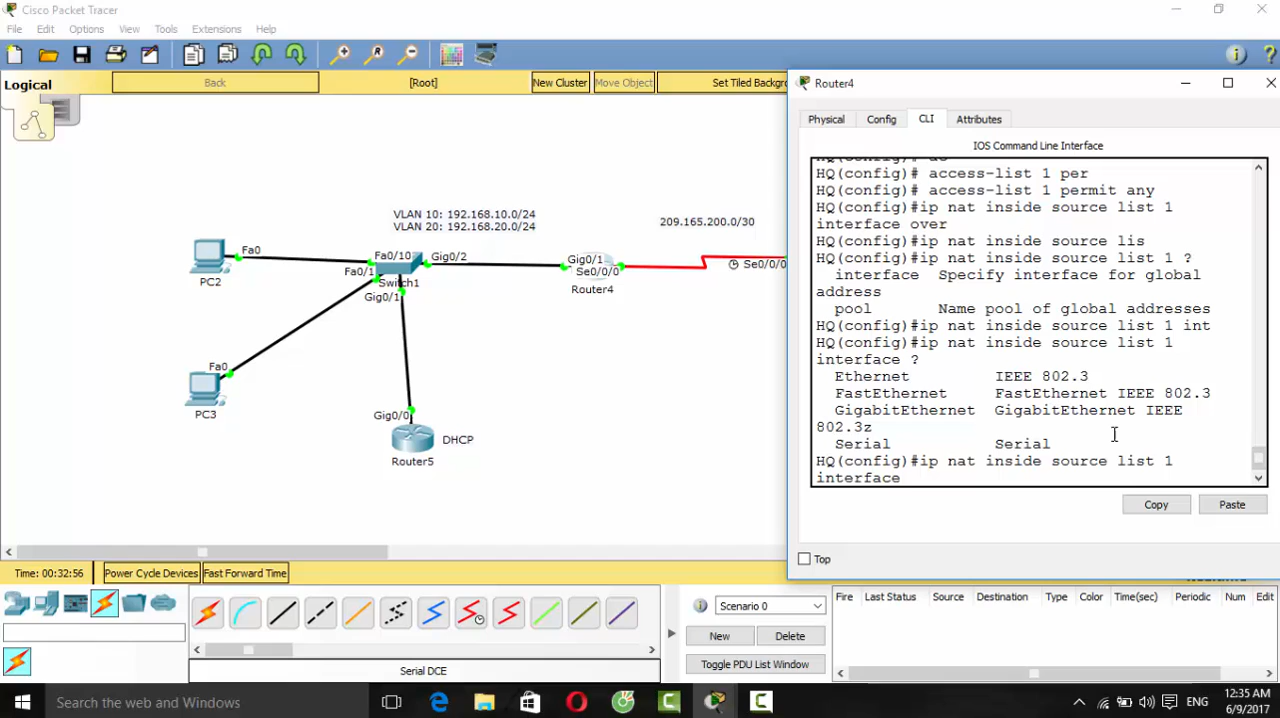 Cisco Packet Tracer
File Edit Options View Tools Extensions Help
Logical Back [Root] New Cluster Move Object Set Tiled Backgro
Router4
Physical Config CLI Attributes
IOS Command Line Interface
HQ(config)# access-list 1 per
HQ(config)# access-list 1 permit any
HQ(config)#ip nat inside source list 1
interface over
HQ(config)#ip nat inside source lis
HQ(config)#ip nat inside source list 1 ?
interface Specify interface for global
address
pool Name pool of global addresses
HQ(config)#ip nat inside source list 1 int
HQ(config)#ip nat inside source list 1
interface ?
Ethernet IEEE 802.3
FastEthernet FastEthernet IEEE 802.3
GigabitEthernet GigabitEthernet IEEE
802.3z
Serial Serial
HQ(config)#ip nat inside source list 1
interface
Copy Paste
Top
VLAN 10: 192.168.10.0/24
VLAN 20: 192.168.20.0/24
209.165.200.0/30
Fa0
PC2
Fa0/10
Fa0/1
Gig0/2
Switch1
Gig0/1
Gig0/1
Se0/0/0
Router4
Se0/0/0
Fa0
PC3
Gig0/0
DHCP
Router5
Time: 00:32:56 Power Cycle Devices Fast Forward Time
Serial DCE
Scenario 0
New Delete
Toggle PDU List Window
Fire Last Status Source Destination Type Color Time(sec) Periodic Num Edit
Search the web and Windows
ENG
12:35 AM
6/9/2017